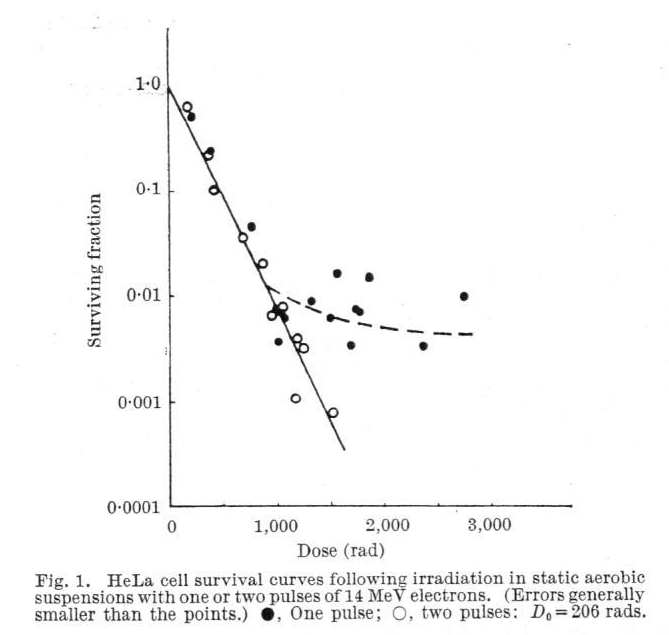 1·0
0·1
0·01
0·001
0·0001
Surviving fraction
0 1,000 2,000 3,000
Dose (rad)
Fig. 1. HeLa cell survival curves following irradiation in static aerobic
suspensions with one or two pulses of 14 MeV electrons. (Errors generally
smaller than the points.) ●, One pulse; ○, two pulses: D₀ = 206 rads.